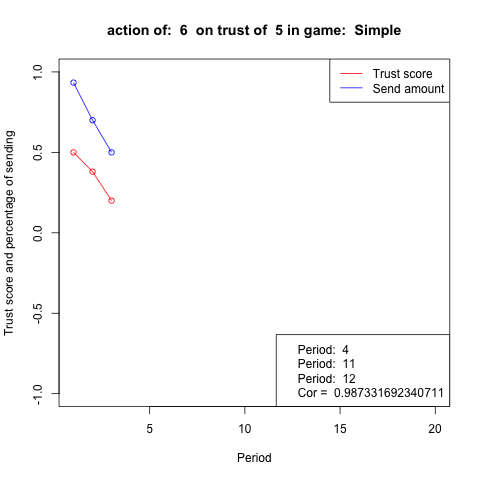 action of:  6  on trust of  5 in game:  Simple
Trust score
Send amount
Trust score and percentage of sending
1.0
0.5
0.0
-0.5
-1.0
Period:  4
Period:  11
Period:  12
Cor =  0.987331692340711
5
10
15
20
Period